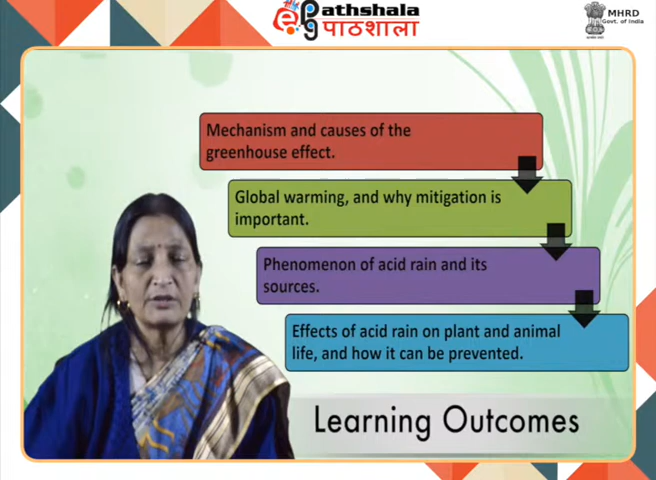 ePathshala
पाठशाला
MHRD
Govt. of India
Mechanism and causes of the
greenhouse effect.
Global warming, and why mitigation is
important.
Phenomenon of acid rain and its
sources.
Effects of acid rain on plant and animal
life, and how it can be prevented.
Learning Outcomes